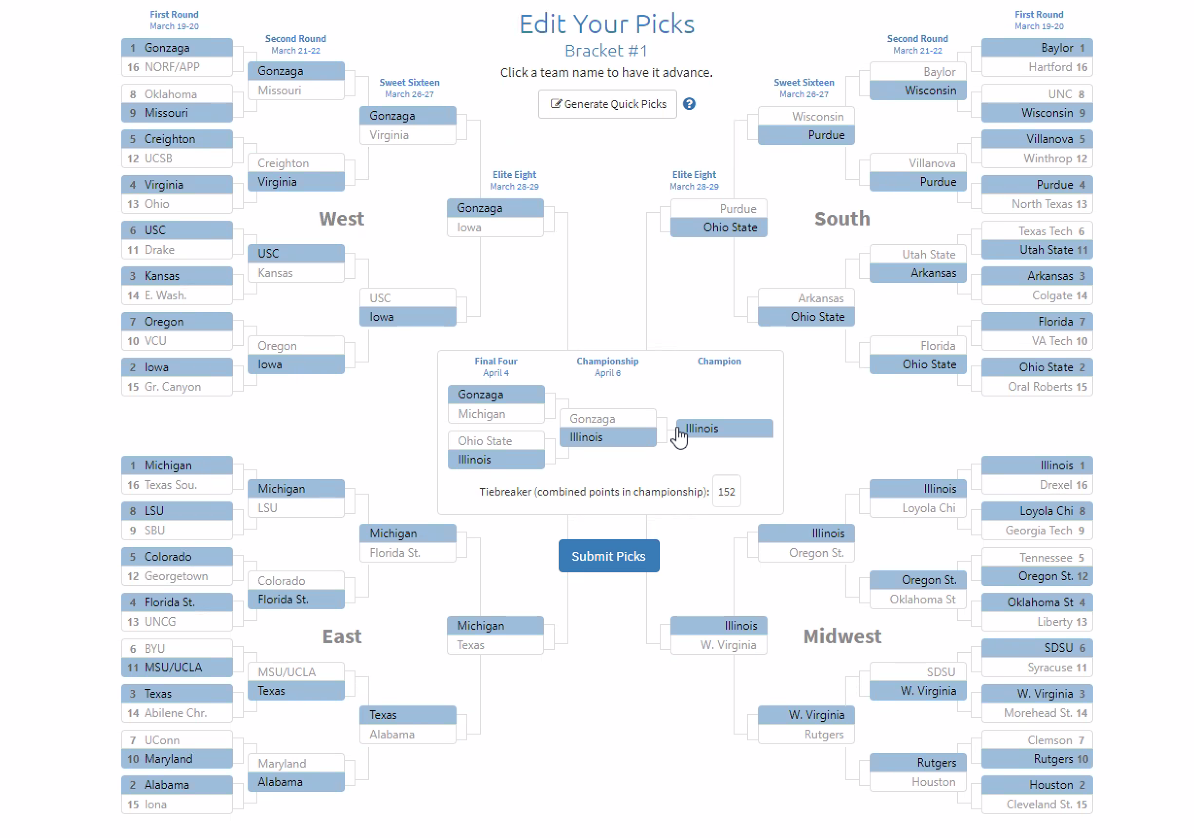 Edit Your Picks
Bracket #1
Click a team name to have it advance.
Generate Quick Picks
First Round
March 19-20
1 Gonzaga
16 NORF/APP
8 Oklahoma
9 Missouri
5 Creighton
12 UCSB
4 Virginia
13 Ohio
6 USC
11 Drake
3 Kansas
14 E. Wash.
7 Oregon
10 VCU
2 Iowa
15 Gr. Canyon
Second Round
March 21-22
Gonzaga
Missouri
Creighton
Virginia
USC
Kansas
Oregon
Iowa
Sweet Sixteen
March 26-27
Gonzaga
Virginia
USC
Iowa
Elite Eight
March 28-29
Gonzaga
Iowa
West
First Round
March 19-20
Baylor 1
Hartford 16
UNC 8
Wisconsin 9
Villanova 5
Winthrop 12
Purdue 4
North Texas 13
Texas Tech 6
Utah State 11
Arkansas 3
Colgate 14
Florida 7
VA Tech 10
Ohio State 2
Oral Roberts 15
Second Round
March 21-22
Baylor
Wisconsin
Villanova
Purdue
Utah State
Arkansas
Florida
Ohio State
Sweet Sixteen
March 26-27
Wisconsin
Purdue
Arkansas
Ohio State
Elite Eight
March 28-29
Purdue
Ohio State
South
Final Four
April 4
Gonzaga
Michigan
Ohio State
Illinois
Championship
April 6
Gonzaga
Illinois
Champion
Illinois
Tiebreaker (combined points in championship): 152
Submit Picks
1 Michigan
16 Texas Sou.
8 LSU
9 SBU
5 Colorado
12 Georgetown
4 Florida St.
13 UNCG
6 BYU
11 MSU/UCLA
3 Texas
14 Abilene Chr.
7 UConn
10 Maryland
2 Alabama
15 Iona
Michigan
LSU
Colorado
Florida St.
MSU/UCLA
Texas
Maryland
Alabama
Michigan
Florida St.
Texas
Alabama
Michigan
Texas
East
Illinois 1
Drexel 16
Loyola Chi 8
Georgia Tech 9
Tennessee 5
Oregon St. 12
Oklahoma St 4
Liberty 13
SDSU 6
Syracuse 11
W. Virginia 3
Morehead St. 14
Clemson 7
Rutgers 10
Houston 2
Cleveland St. 15
Illinois
Loyola Chi
Oregon St.
Oklahoma St
SDSU
W. Virginia
Rutgers
Houston
Illinois
Oregon St.
W. Virginia
Rutgers
Illinois
W. Virginia
Midwest